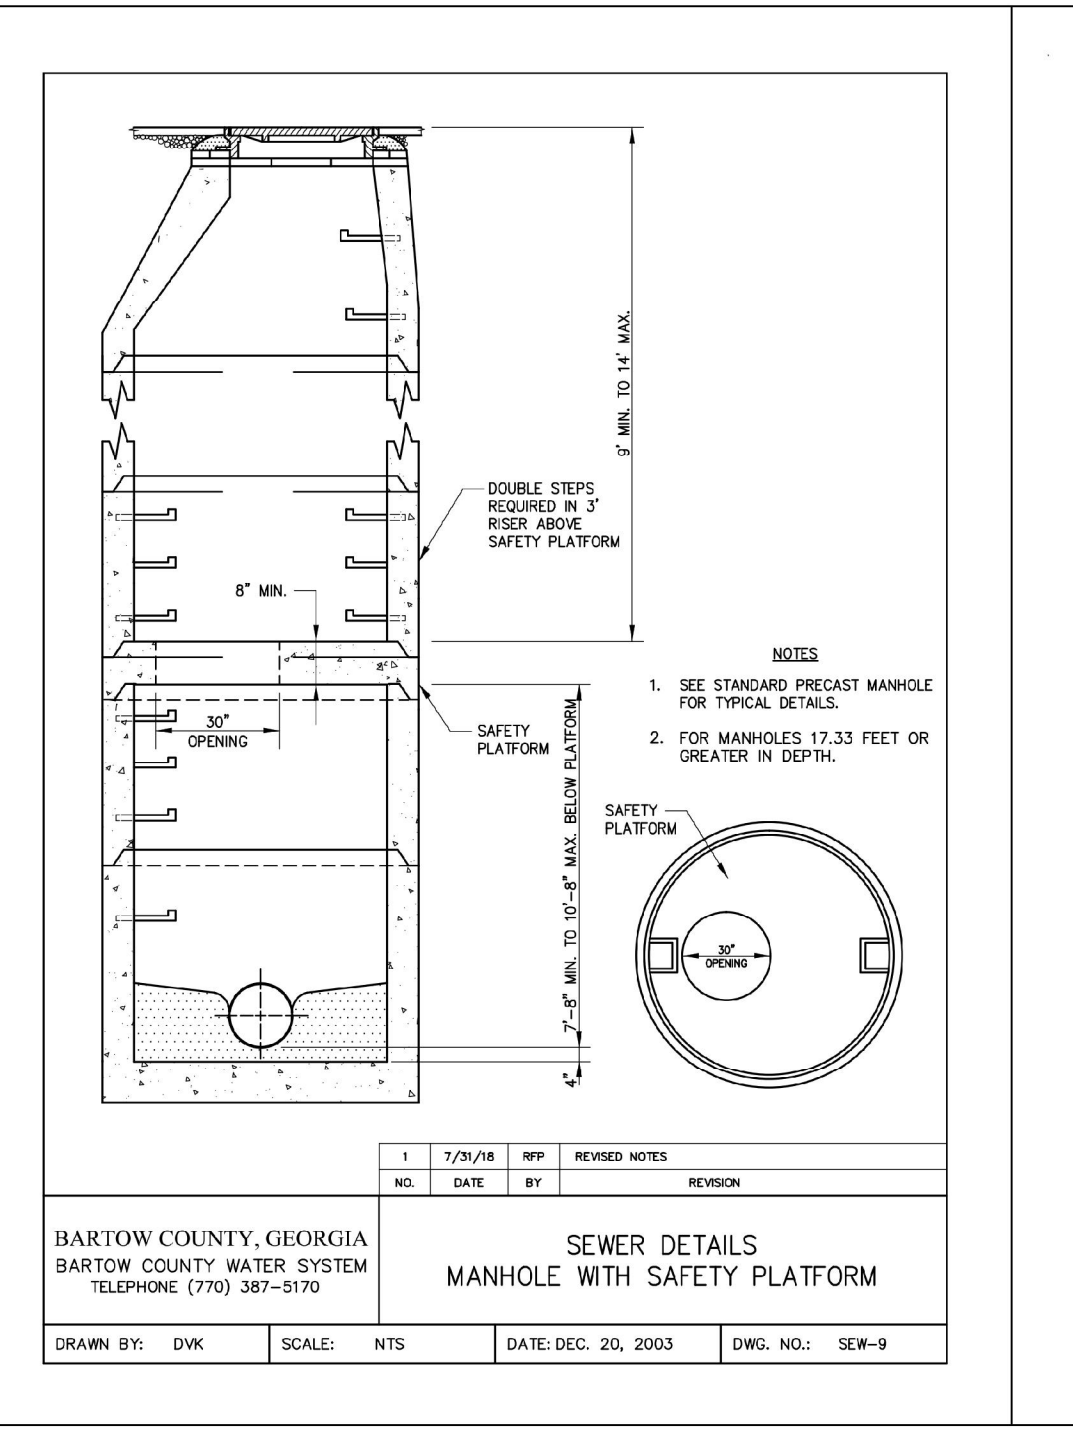 9' MIN. TO 14' MAX.
DOUBLE STEPS
REQUIRED IN 3'
RISER ABOVE
SAFETY PLATFORM
8" MIN.
30"
OPENING
SAFETY
PLATFORM
7'-8" MIN. TO 10'-8" MAX. BELOW PLATFORM
4"
NOTES
1. SEE STANDARD PRECAST MANHOLE
FOR TYPICAL DETAILS.
2. FOR MANHOLES 17.33 FEET OR
GREATER IN DEPTH.
SAFETY
PLATFORM
30"
OPENING
1 7/31/18 RFP REVISED NOTES
NO. DATE BY REVISION
BARTOW COUNTY, GEORGIA
BARTOW COUNTY WATER SYSTEM
TELEPHONE (770) 387-5170
SEWER DETAILS
MANHOLE WITH SAFETY PLATFORM
DRAWN BY: DVK SCALE: NTS DATE: DEC. 20, 2003 DWG. NO.: SEW-9